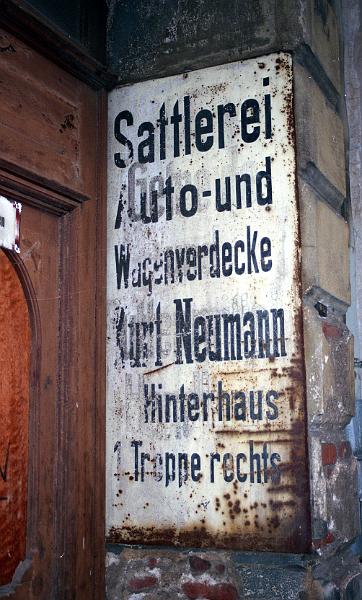 Sattlerei
Auto-und
Wagenverdecke
Kurt Neumann
Hinterhaus
1 Treppe rechts